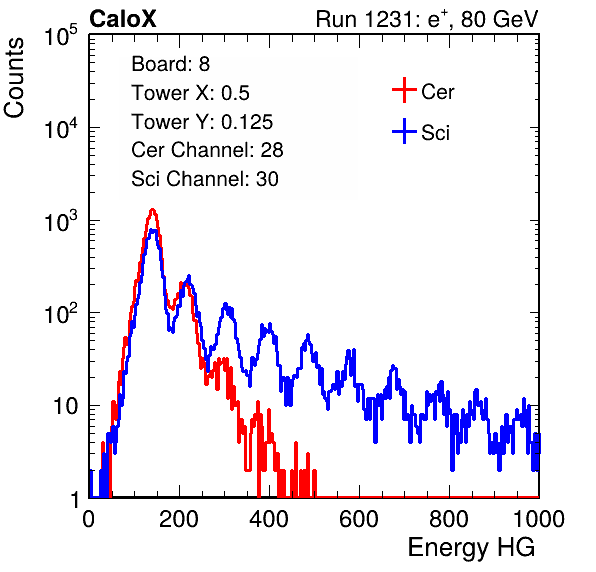 CaloX Run 1231: e+, 80 GeV
Counts
Board: 8
Tower X: 0.5
Tower Y: 0.125
Cer Channel: 28
Sci Channel: 30
Cer
Sci
10^5
10^4
10^3
10^2
10
1
0 200 400 600 800 1000
Energy HG